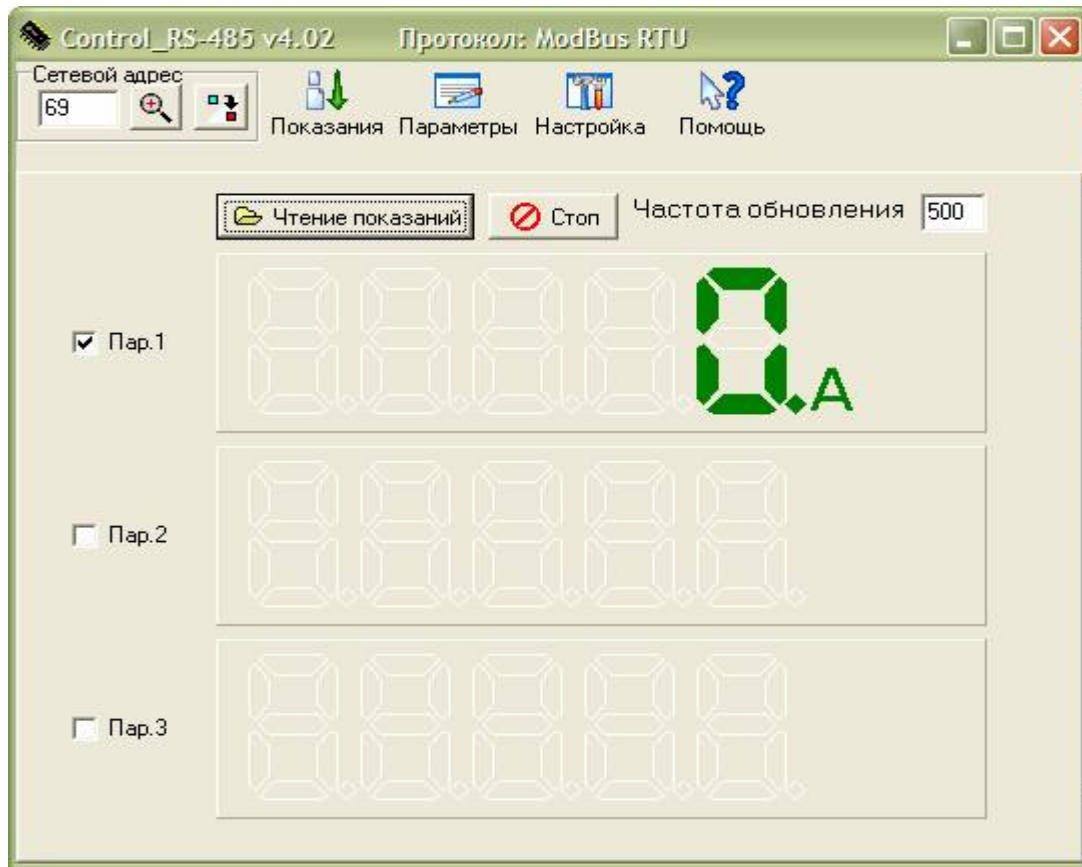 Control_RS-485 v4.02 Протокол: ModBus RTU
Сетевой адрес
69
Показания Параметры Настройка Помощь
Чтение показаний Стоп Частота обновления 500
Пар.1 0.A
Пар.2
Пар.3